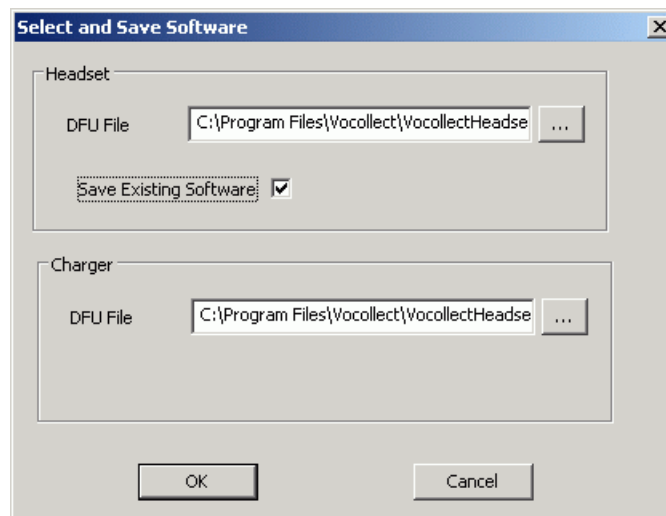 Select and Save Software
Headset
DFU File C:\Program Files\Vocollect\VocollectHeadse ...
Save Existing Software
Charger
DFU File C:\Program Files\Vocollect\VocollectHeadse ...
OK Cancel